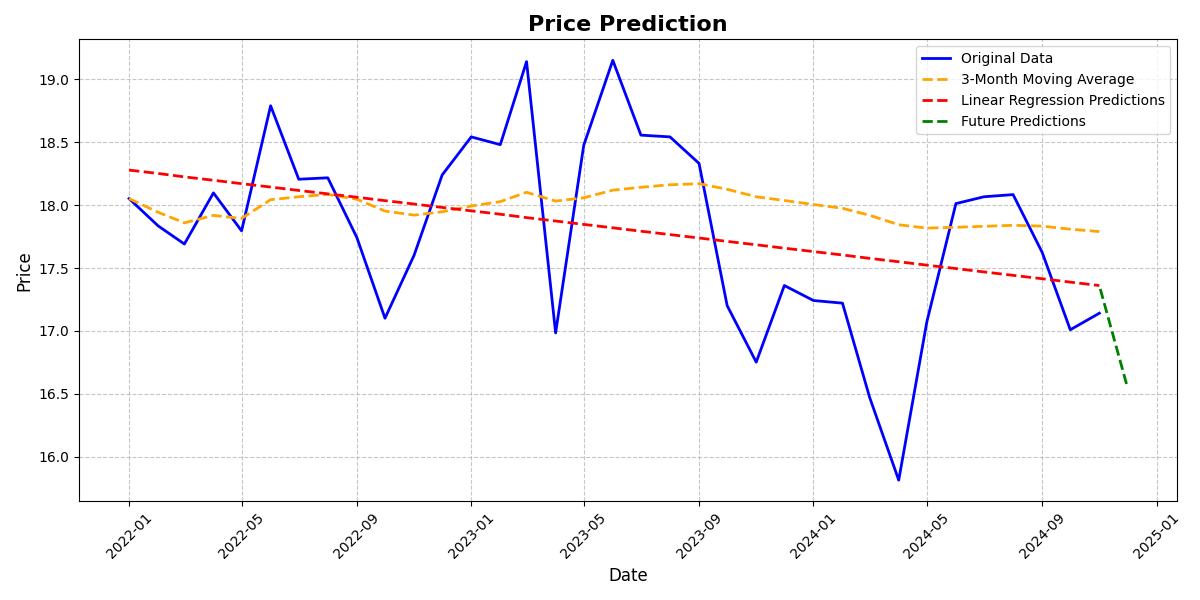 Price Prediction
Original Data
3-Month Moving Average
Linear Regression Predictions
Future Predictions
Price
19.0
18.5
18.0
17.5
17.0
16.5
16.0
2022-01
2022-05
2022-09
2023-01
2023-05
2023-09
2024-01
2024-05
2024-09
2025-01
Date